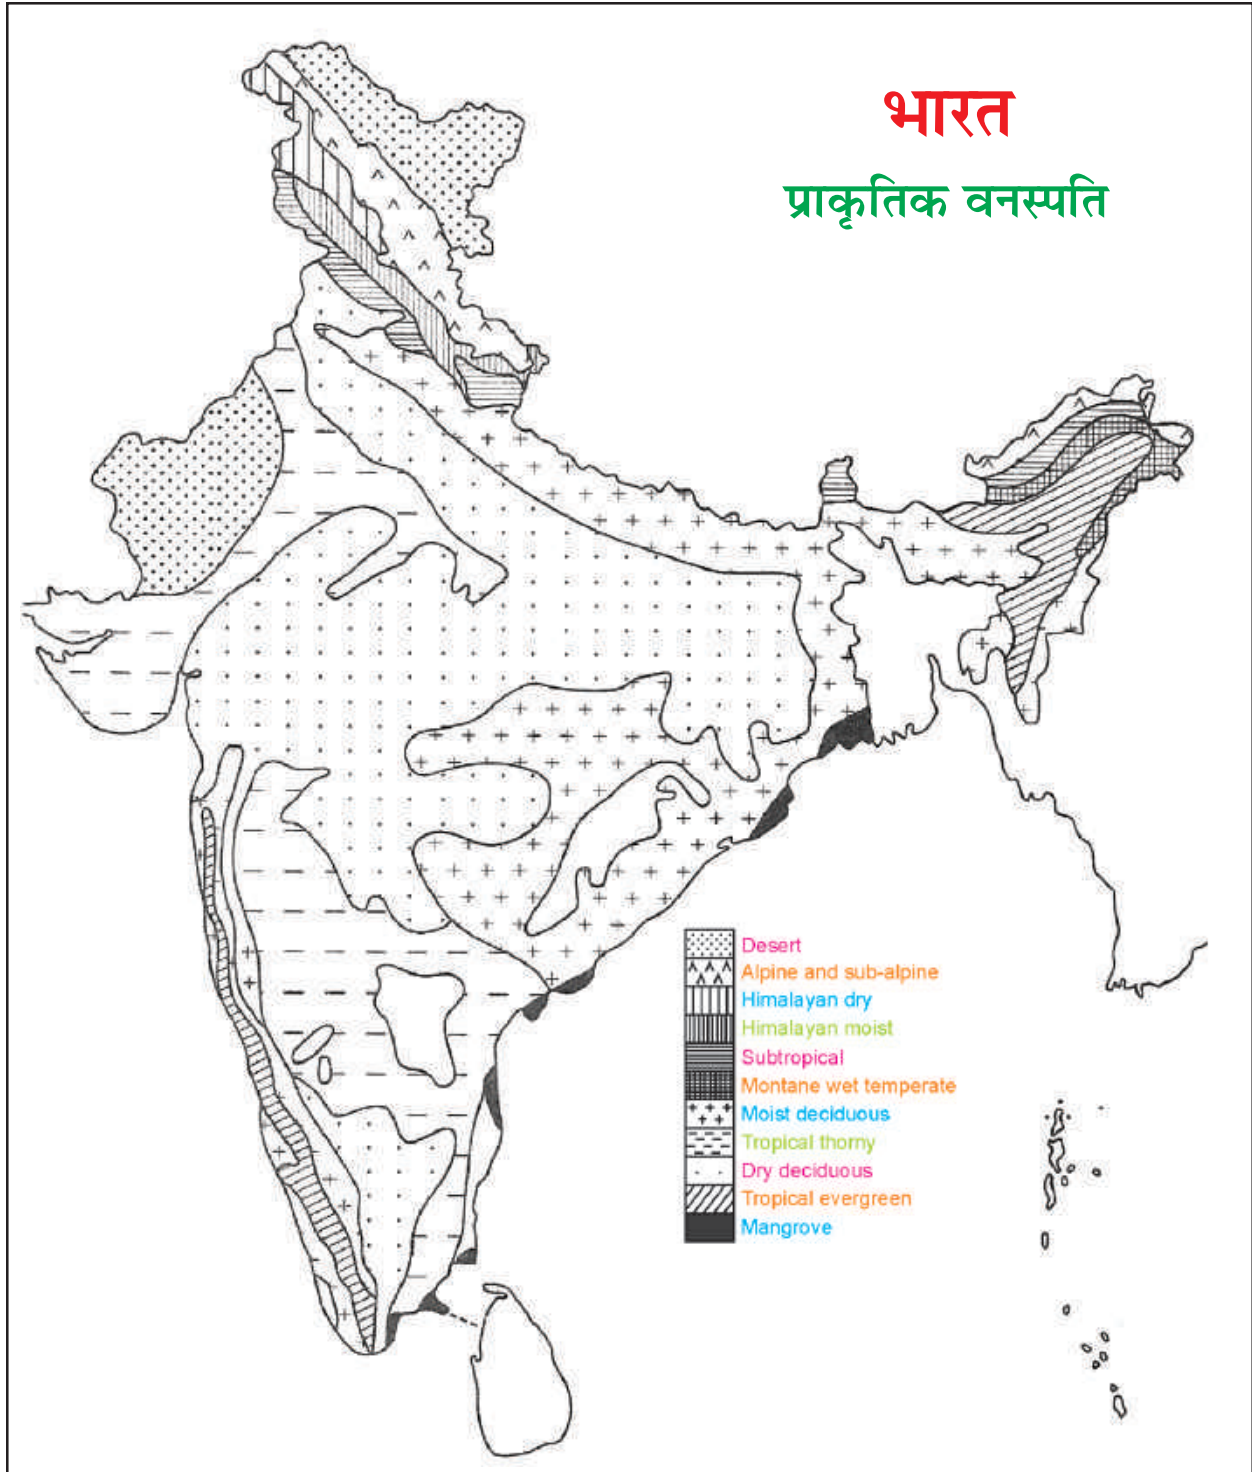 भारत
प्राकृतिक वनस्पति
Desert
Alpine and sub-alpine
Himalayan dry
Himalayan moist
Subtropical
Montane wet temperate
Moist deciduous
Tropical thorny
Dry deciduous
Tropical evergreen
Mangrove